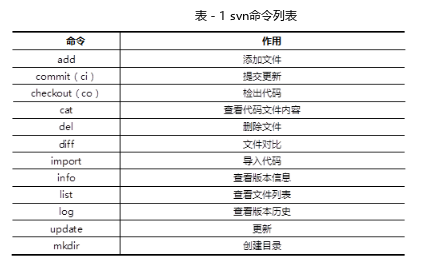 表 - 1 svn命令列表
命令 作用
add 添加文件
commit（ci） 提交更新
checkout（co） 检出代码
cat 查看代码文件内容
del 删除文件
diff 文件对比
import 导入代码
info 查看版本信息
list 查看文件列表
log 查看版本历史
update 更新
mkdir 创建目录